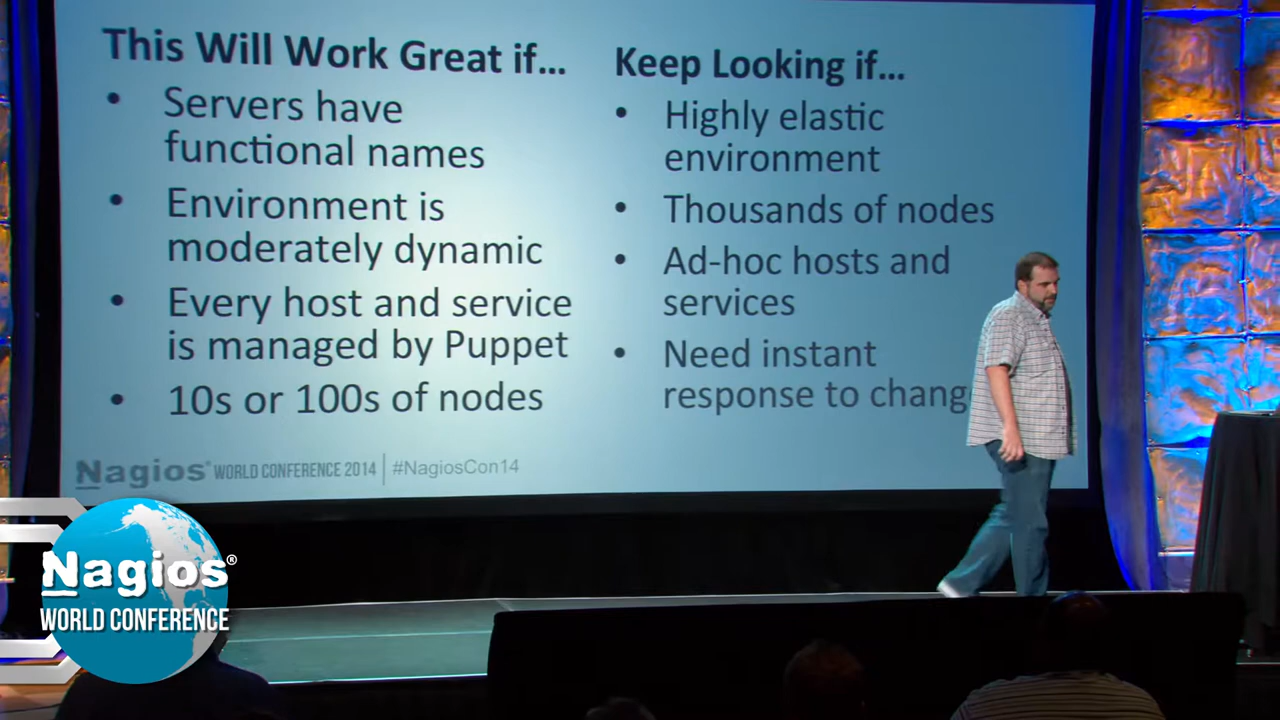 This Will Work Great if...
• Servers have
functional names
• Environment is
moderately dynamic
• Every host and service
is managed by Puppet
• 10s or 100s of nodes
Keep Looking if...
• Highly elastic
environment
• Thousands of nodes
• Ad-hoc hosts and
services
• Need instant
response to chang
Nagios® WORLD CONFERENCE 2014 | #NagiosCon14
Nagios®
WORLD CONFERENCE